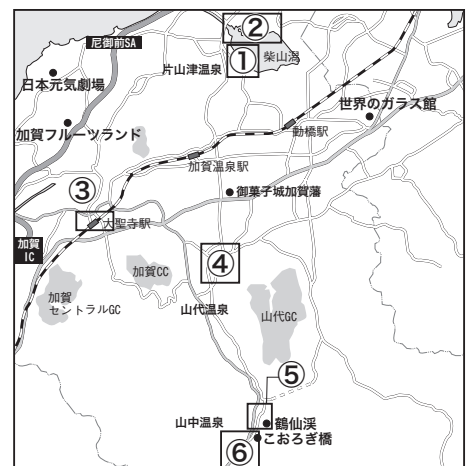 ②
尼御前SA
①
柴山潟
片山津温泉
日本元気劇場
世界のガラス館
加賀フルーツランド
動橋駅
加賀温泉駅
③
御菓子城加賀藩
大聖寺駅
加賀
IC
④
加賀CC
加賀
セントラルGC
山代温泉
山代GC
⑤
山中温泉
鶴仙渓
こおろぎ橋
⑥